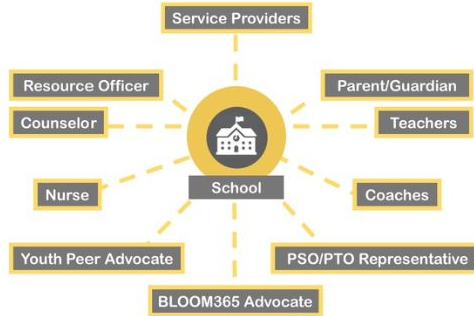 Service Providers
Resource Officer
Parent/Guardian
Counselor
Teachers
School
Nurse
Coaches
Youth Peer Advocate
PSO/PTO Representative
BLOOM365 Advocate